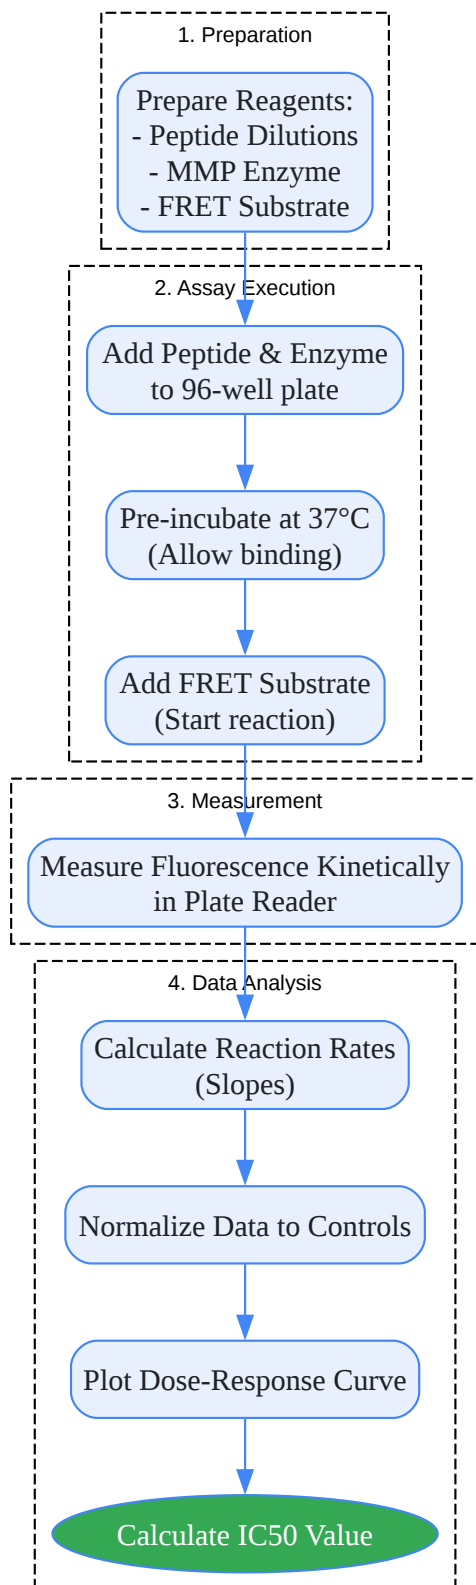 1. Preparation
Prepare Reagents:
- Peptide Dilutions
- MMP Enzyme
- FRET Substrate
2. Assay Execution
Add Peptide & Enzyme
to 96-well plate
Pre-incubate at 37°C
(Allow binding)
Add FRET Substrate
(Start reaction)
3. Measurement
Measure Fluorescence Kinetically
in Plate Reader
4. Data Analysis
Calculate Reaction Rates
(Slopes)
Normalize Data to Controls
Plot Dose-Response Curve
Calculate IC50 Value